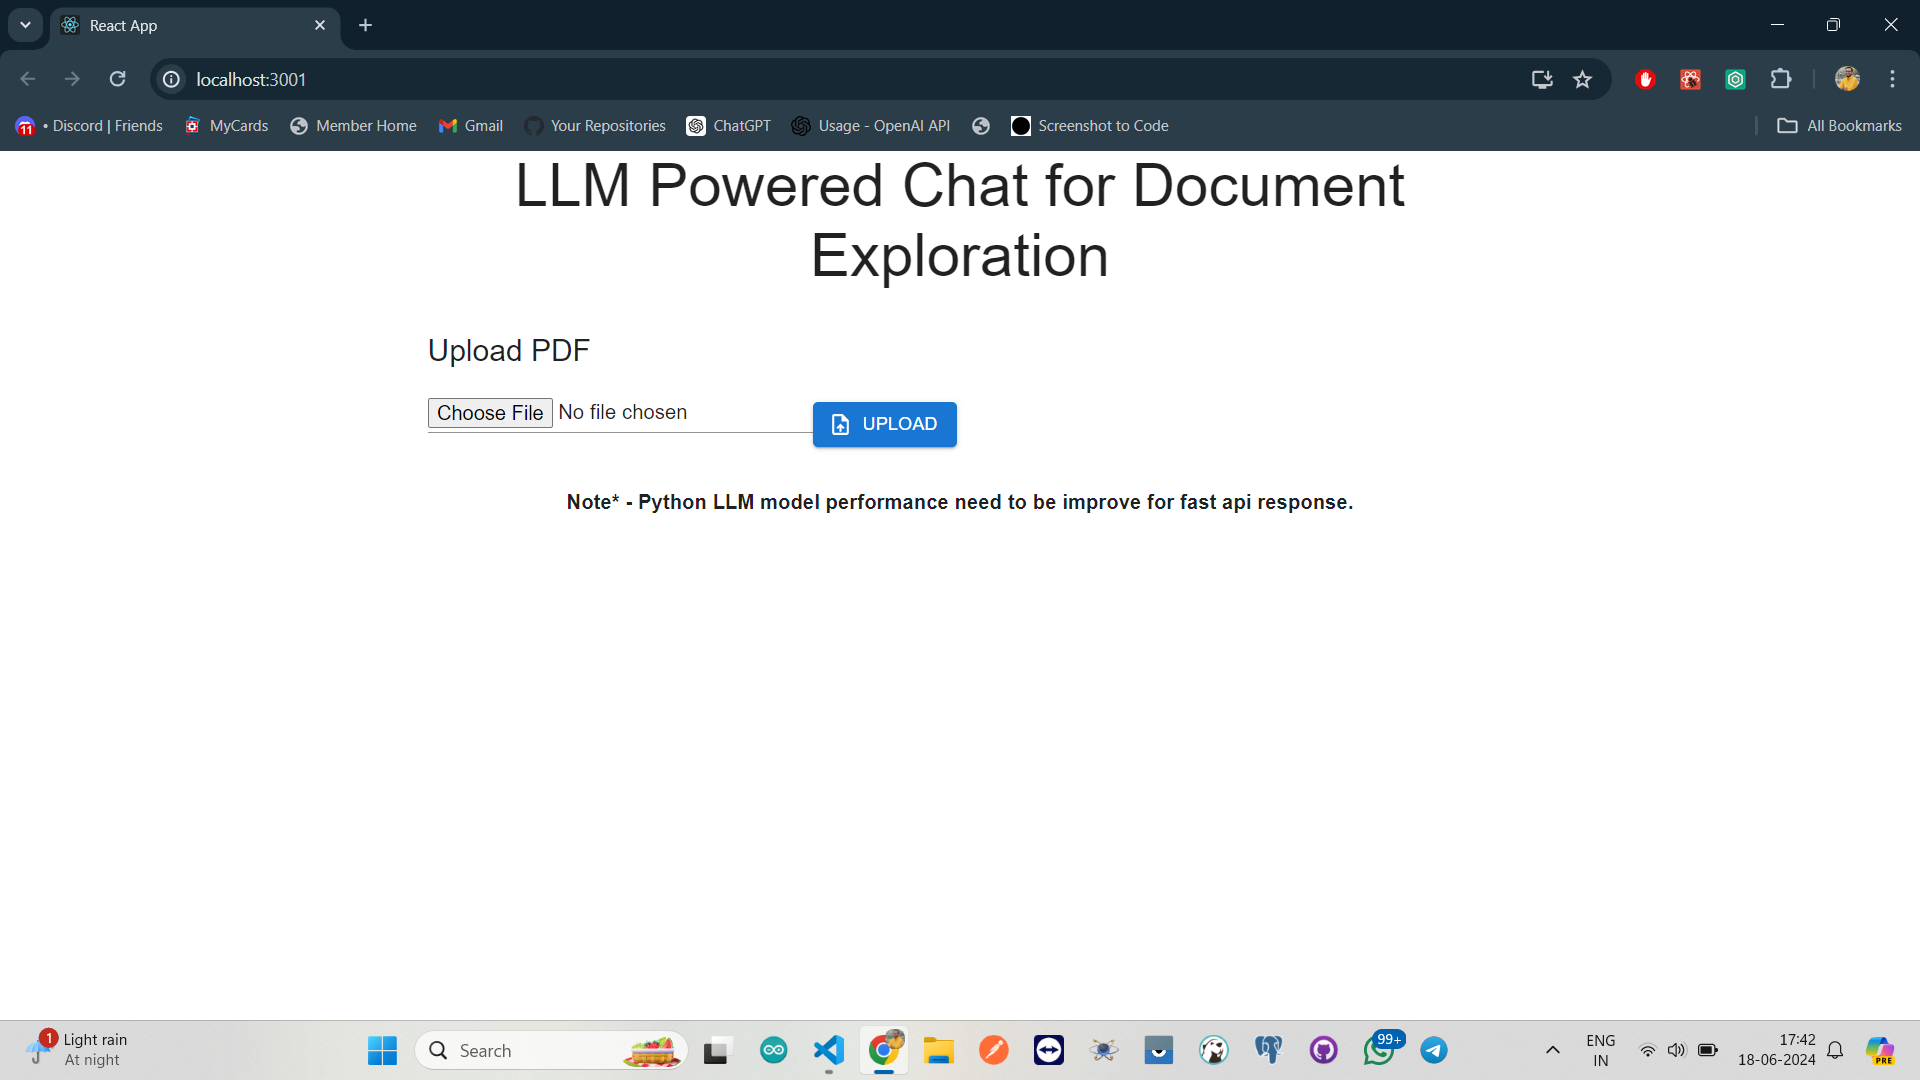 React App
localhost:3001
11 • Discord | Friends MyCards Member Home Gmail Your Repositories ChatGPT Usage - OpenAI API Screenshot to Code All Bookmarks
LLM Powered Chat for Document
Exploration
Upload PDF
Choose File No file chosen UPLOAD
Note* - Python LLM model performance need to be improve for fast api response.
1 Light rain
At night
Search
99+
ENG
IN
17:42
18-06-2024
PRE